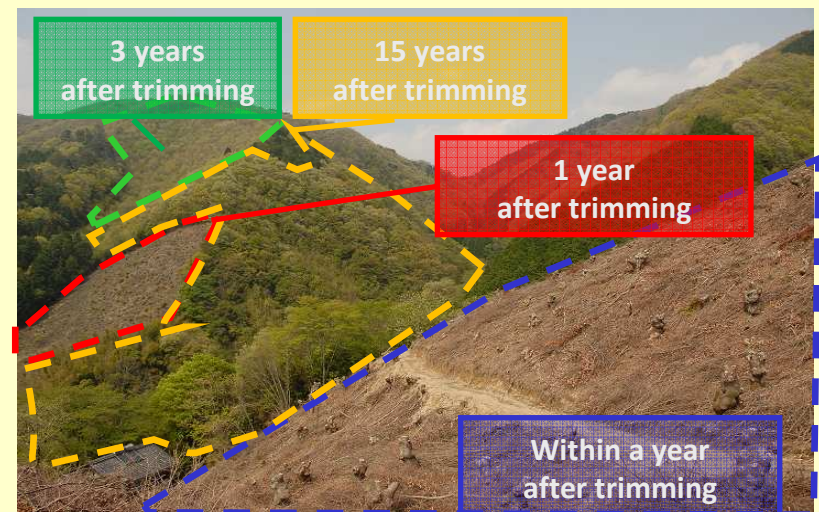 3 years
after trimming
15 years
after trimming
1 year
after trimming
Within a year
after trimming